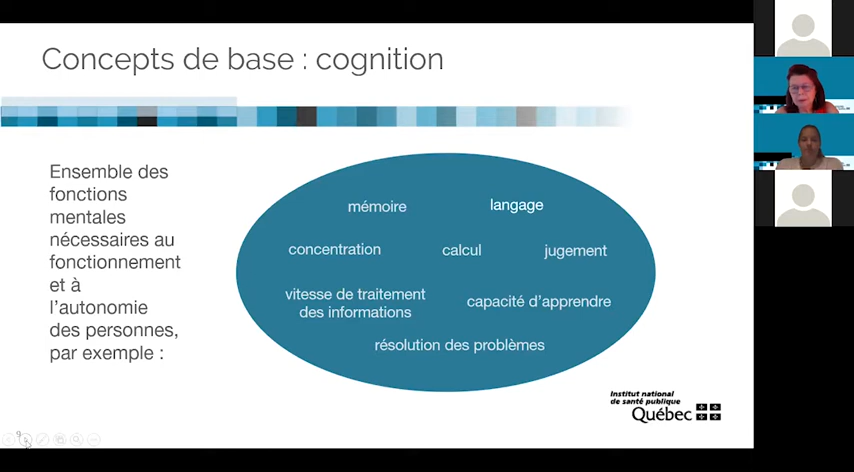 Concepts de base : cognition
Ensemble des
fonctions
mentales
nécessaires au
fonctionnement
et à
l’autonomie
des personnes,
par exemple :
mémoire
langage
concentration
calcul
jugement
vitesse de traitement
des informations
capacité d’apprendre
résolution des problèmes
Institut national
de santé publique
Québec
9